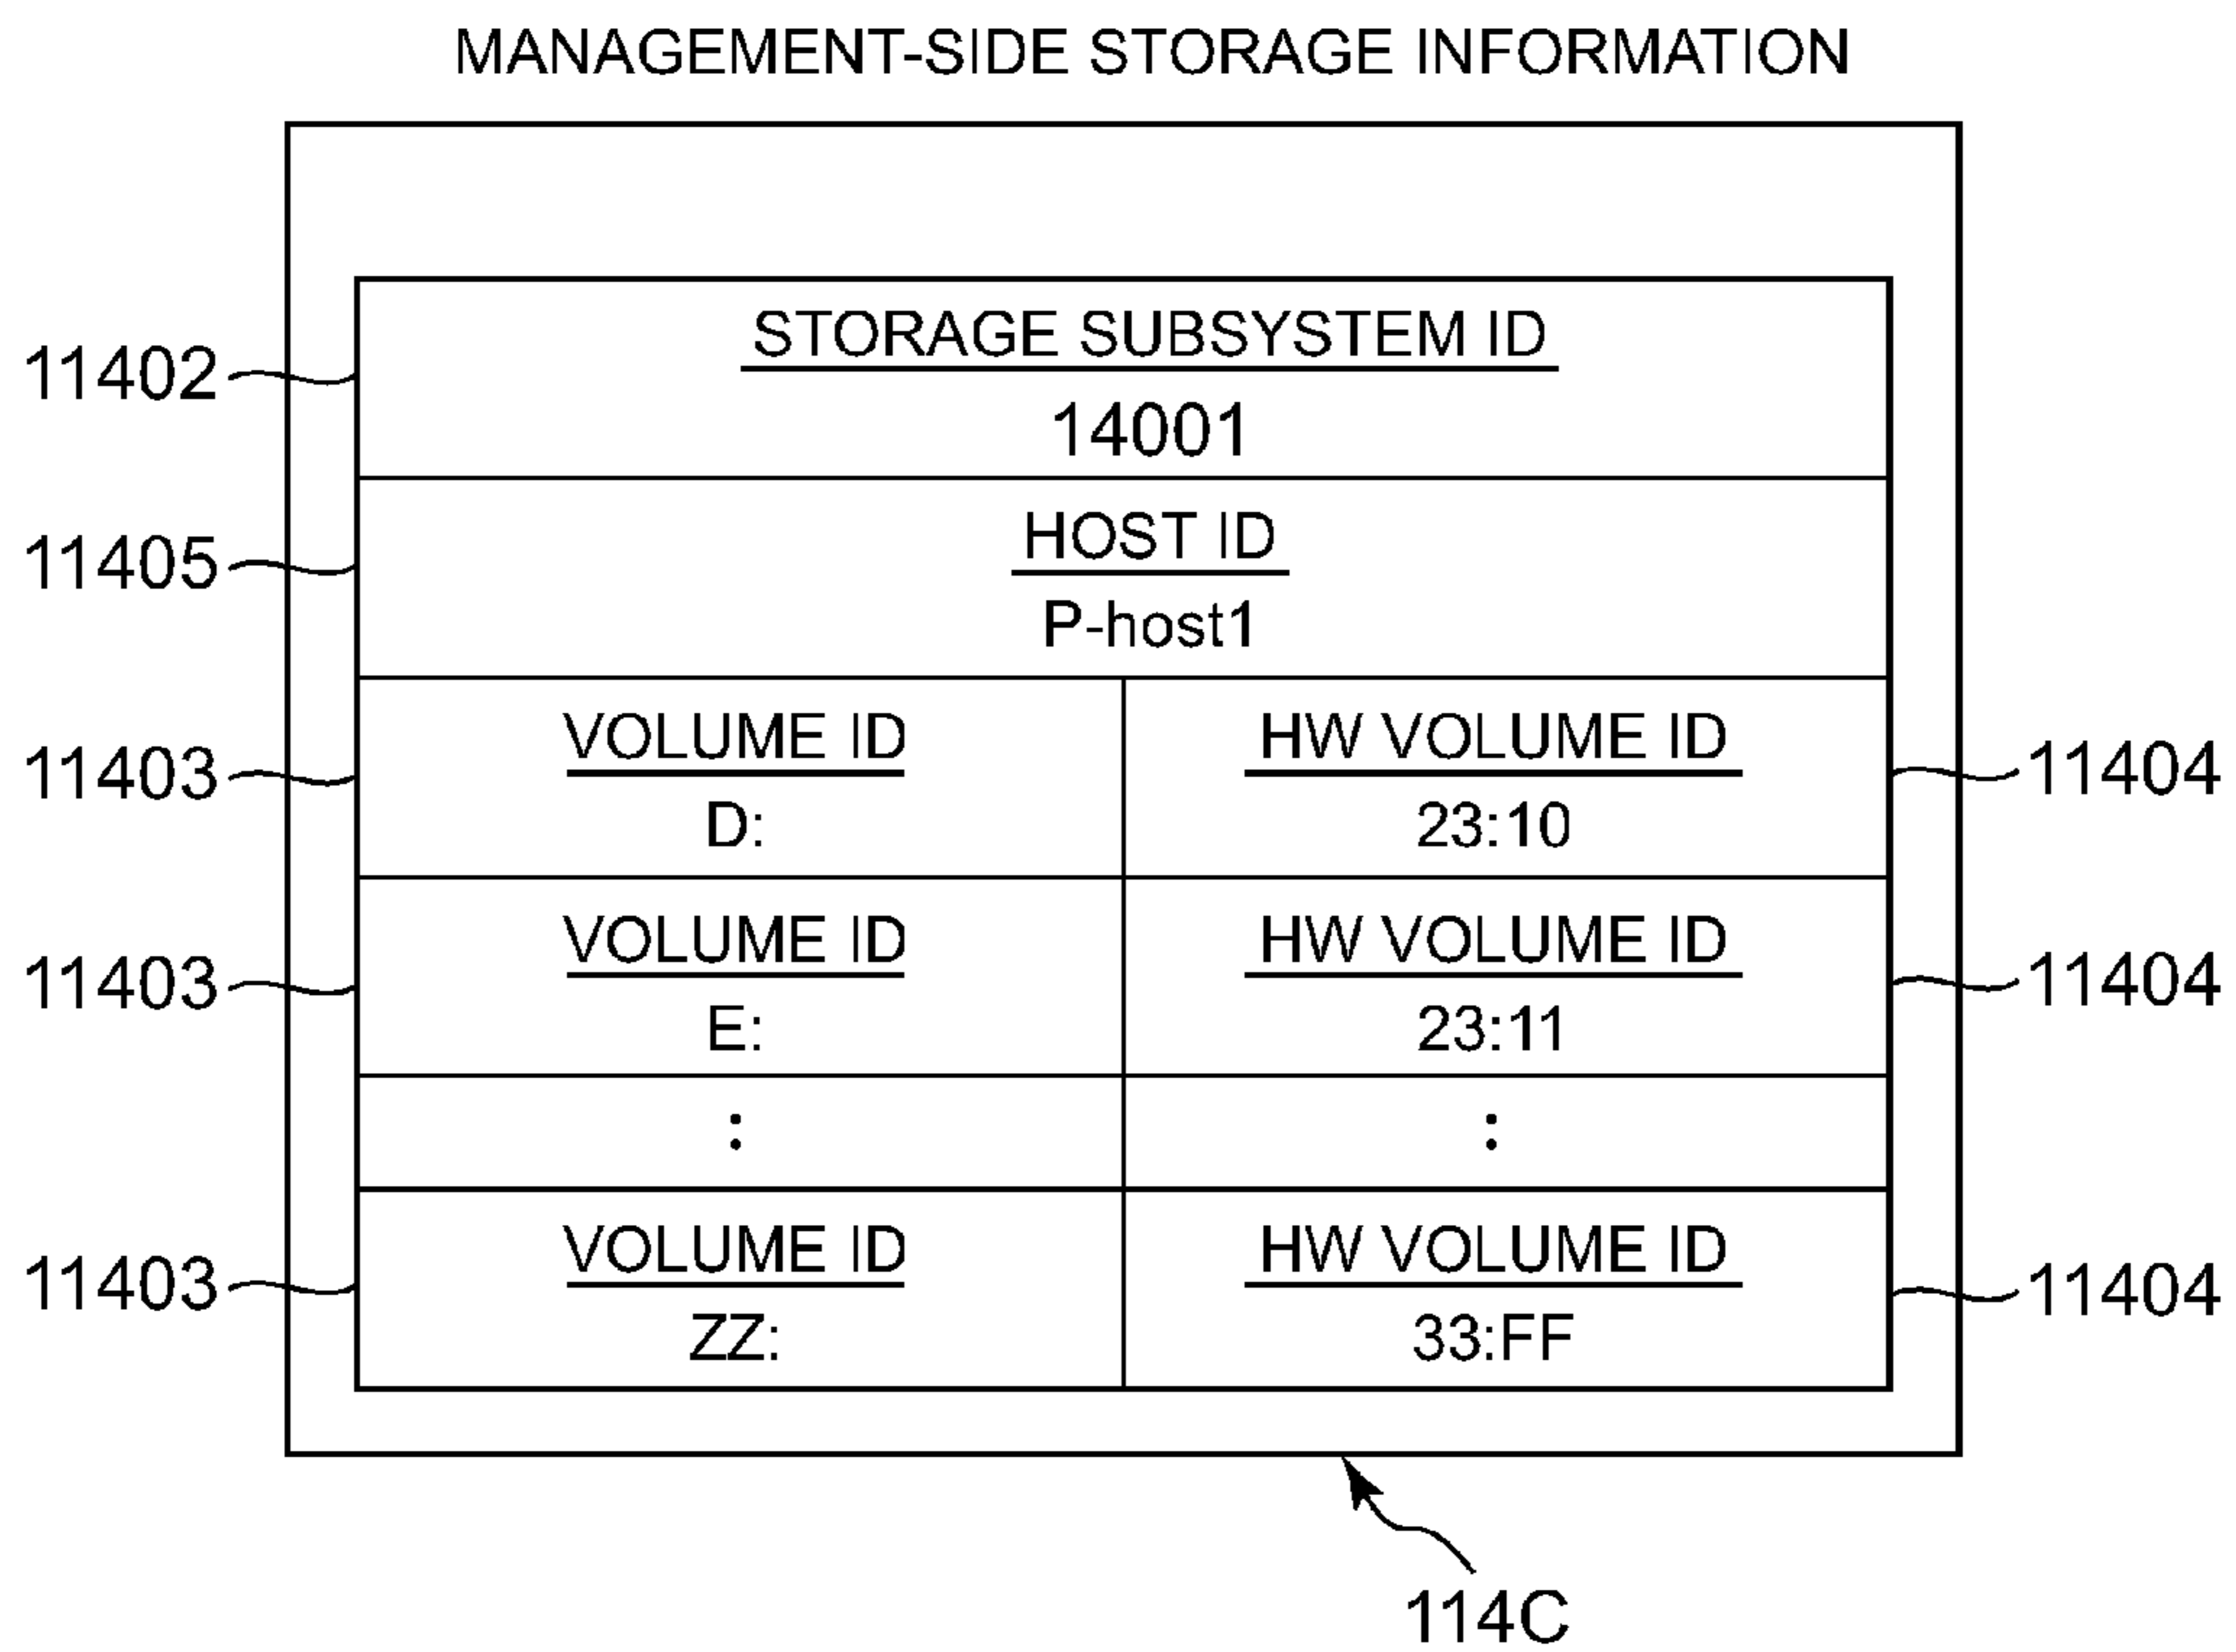 MANAGEMENT-SIDE STORAGE INFORMATION
STORAGE SUBSYSTEM ID
11402
14001
HOST ID
11405
P-host1
VOLUME ID HW VOLUME ID
11403 11404
D: 23:10
VOLUME ID HW VOLUME ID
11403 11404
E: 23:11
: :
VOLUME ID HW VOLUME ID
11403 11404
ZZ: 33:FF
114C